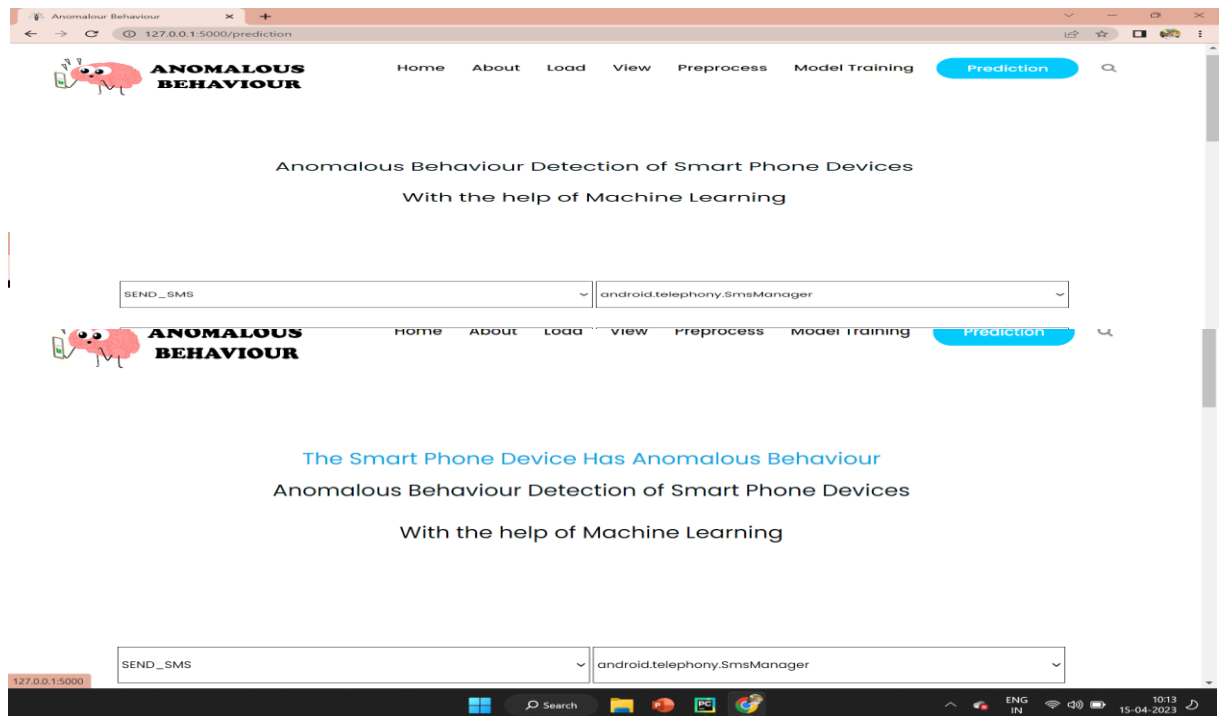 Anomalour Behaviour
127.0.0.1:5000/prediction
ANOMALOUS BEHAVIOUR
Home About Load View Preprocess Model Training Prediction
Anomalous Behaviour Detection of Smart Phone Devices
With the help of Machine Learning
SEND_SMS android.telephony.SmsManager
ANOMALOUS BEHAVIOUR
Home About Load View Preprocess Model Training Prediction
The Smart Phone Device Has Anomalous Behaviour
Anomalous Behaviour Detection of Smart Phone Devices
With the help of Machine Learning
SEND_SMS android.telephony.SmsManager
127.0.0.1:5000
Search
PC
ENG IN
10:13
15-04-2023